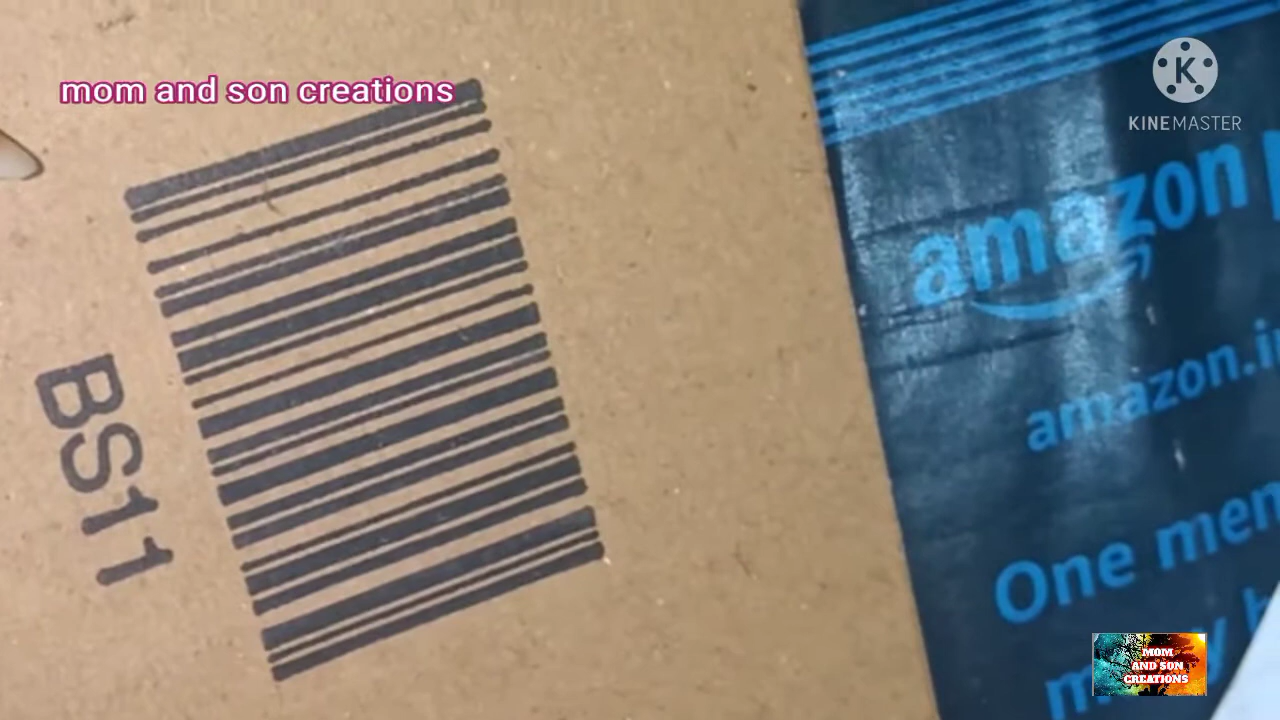 mom and son creations
KINEMASTER
BS11
amazon
amazon.i
One mem
MOM
AND SON
CREATIONS